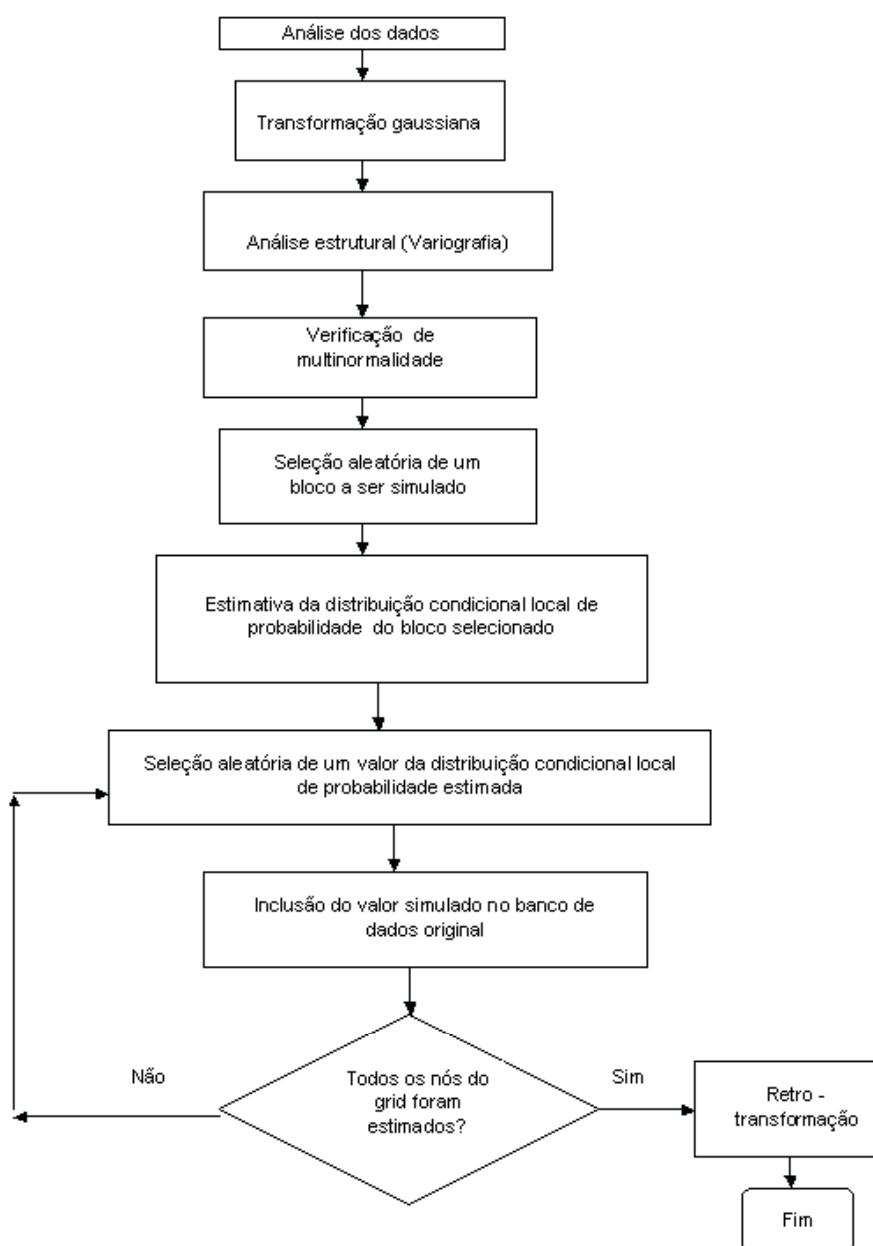 Análise dos dados
Transformação gaussiana
Análise estrutural (Variografia)
Verificação de
multinormalidade
Seleção aleatória de um
bloco a ser simulado
Estimativa da distribuição condicional local de
probabilidade do bloco selecionado
Seleção aleatória de um valor da distribuição condicional local
de probabilidade estimada
Inclusão do valor simulado no banco de
dados original
Não
Todos os nós do
grid foram
estimados?
Sim
Retro -
transformação
Fim